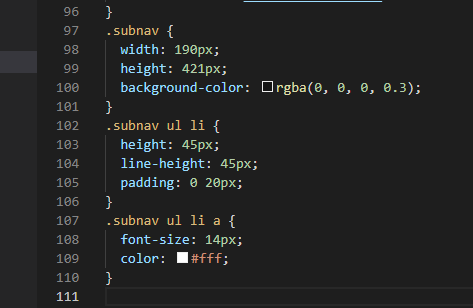 96 }
97 .subnav {
98 width: 190px;
99 height: 421px;
100 background-color: rgba(0, 0, 0, 0.3);
101 }
102 .subnav ul li {
103 height: 45px;
104 line-height: 45px;
105 padding: 0 20px;
106 }
107 .subnav ul li a {
108 font-size: 14px;
109 color: #fff;
110 }
111